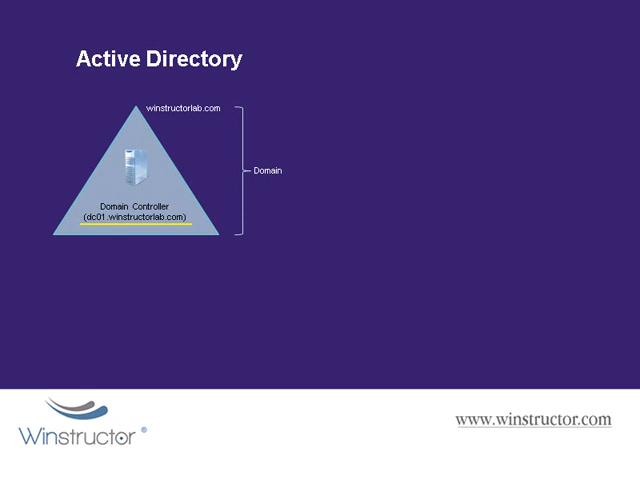 Active Directory
winstructorlab.com
Domain
Domain Controller
(dc01.winstructorlab.com)
Winstructor ®
www.winstructor.com